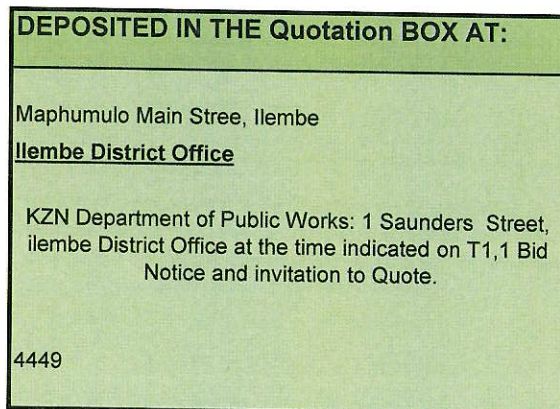 DEPOSITED IN THE Quotation BOX AT:
Maphumulo Main Stree, Ilembe
Ilembe District Office
KZN Department of Public Works: 1 Saunders Street,
ilembe District Office at the time indicated on T1,1 Bid
Notice and invitation to Quote.
4449